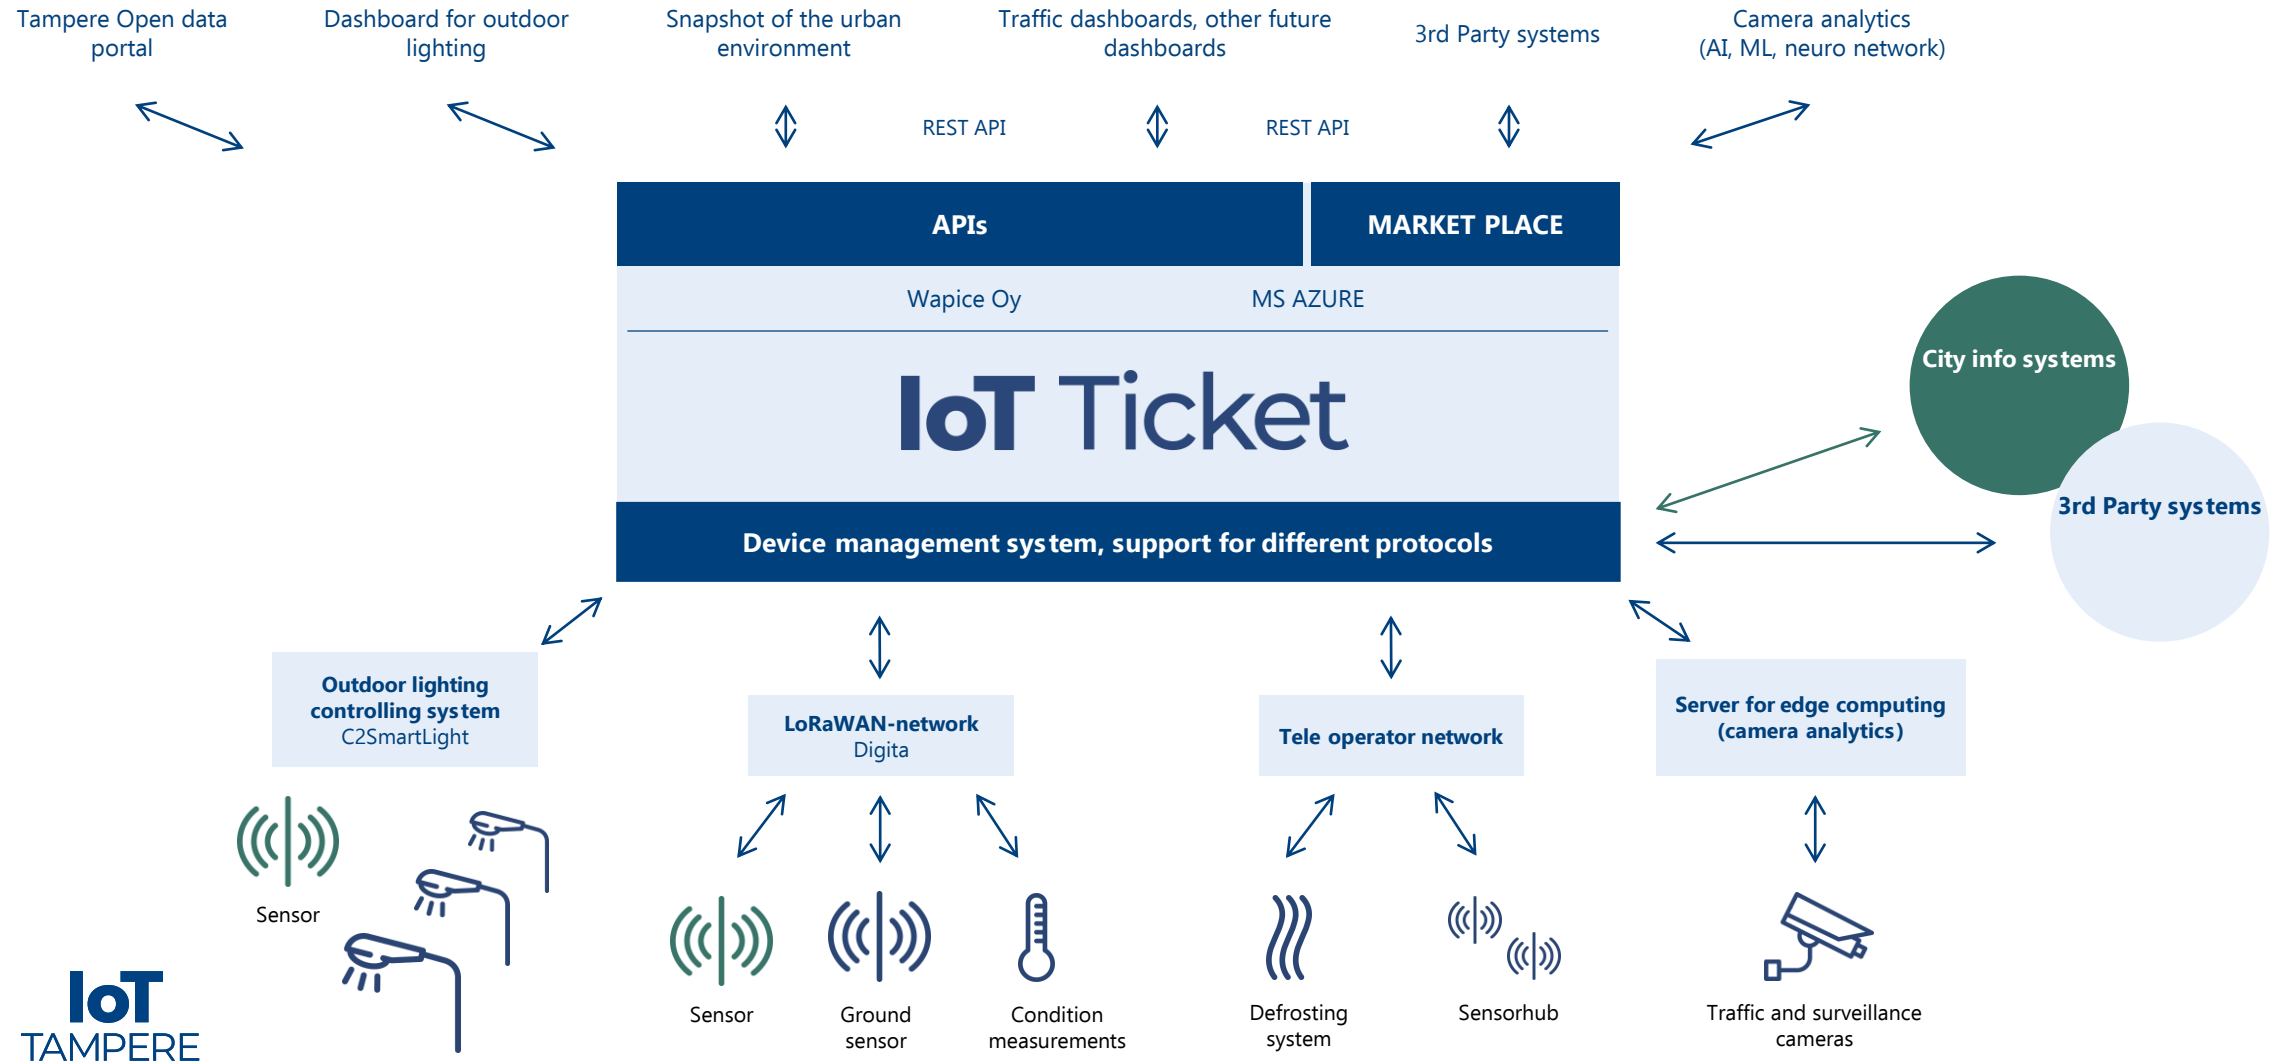 Tampere Open data
portal
Dashboard for outdoor
lighting
Snapshot of the urban
environment
Traffic dashboards, other future
dashboards
3rd Party systems
Camera analytics
(AI, ML, neuro network)
REST API
REST API
APIs
MARKET PLACE
Wapice Oy
MS AZURE
IoT Ticket
City info systems
3rd Party systems
Device management system, support for different protocols
Outdoor lighting
controlling system
C2SmartLight
LoRaWAN-network
Digita
Tele operator network
Server for edge computing
(camera analytics)
Sensor
Sensor
Ground
sensor
Condition
measurements
Defrosting
system
Sensorhub
Traffic and surveillance
cameras
IoT
TAMPERE